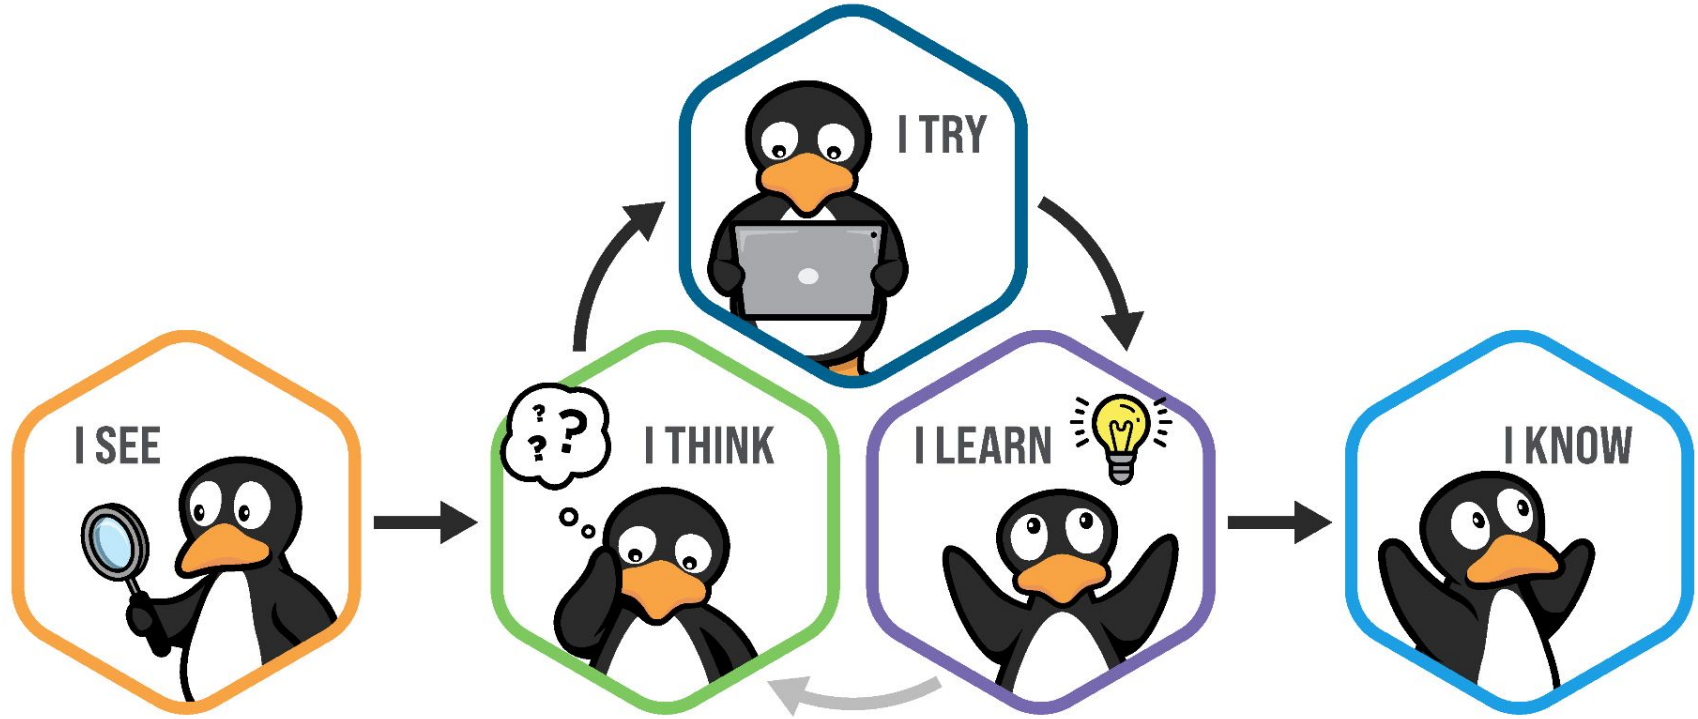 I SEE
I THINK
I TRY
I LEARN
I KNOW
? ? ?